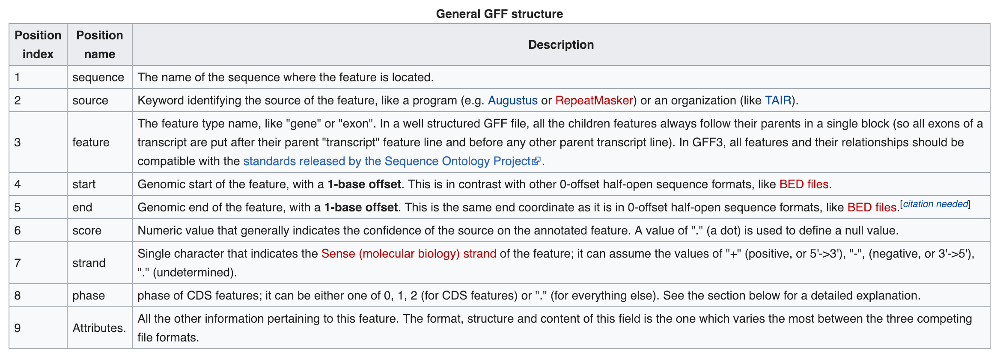 General GFF structure
Position index
Position name
Description
1
sequence
The name of the sequence where the feature is located.
2
source
Keyword identifying the source of the feature, like a program (e.g. Augustus or RepeatMasker) or an organization (like TAIR).
3
feature
The feature type name, like "gene" or "exon". In a well structured GFF file, all the children features always follow their parents in a single block (so all exons of a
transcript are put after their parent "transcript" feature line and before any other parent transcript line). In GFF3, all features and their relationships should be
compatible with the standards released by the Sequence Ontology Project.
4
start
Genomic start of the feature, with a 1-base offset. This is in contrast with other 0-offset half-open sequence formats, like BED files.
5
end
Genomic end of the feature, with a 1-base offset. This is the same end coordinate as it is in 0-offset half-open sequence formats, like BED files.[citation needed]
6
score
Numeric value that generally indicates the confidence of the source on the annotated feature. A value of "." (a dot) is used to define a null value.
7
strand
Single character that indicates the Sense (molecular biology) strand of the feature; it can assume the values of "+" (positive, or 5'->3'), "-", (negative, or 3'->5'),
"." (undetermined).
8
phase
phase of CDS features; it can be either one of 0, 1, 2 (for CDS features) or "." (for everything else). See the section below for a detailed explanation.
9
Attributes.
All the other information pertaining to this feature. The format, structure and content of this field is the one which varies the most between the three competing
file formats.